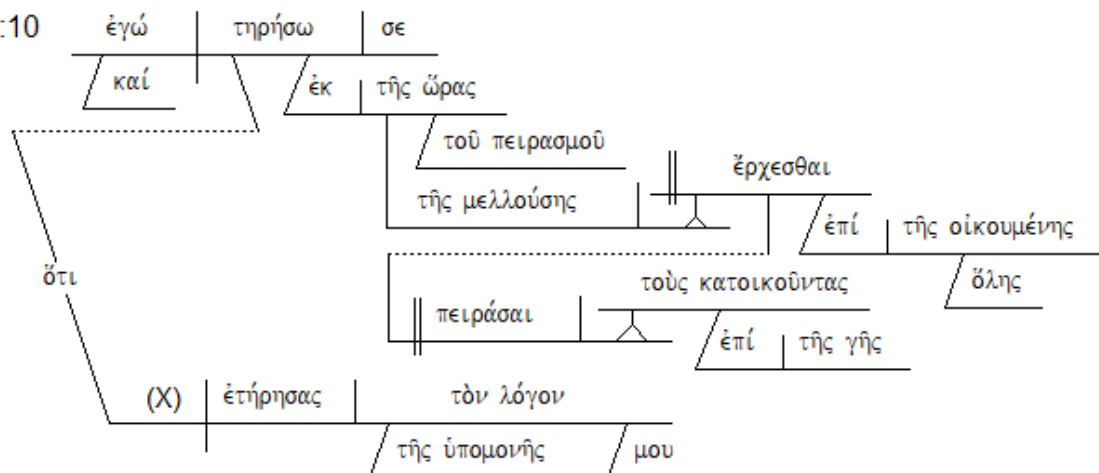 :10 ἐγώ τηρήσω σε
καί ἐκ τῆς ὥρας
τοῦ πειρασμοῦ
ἔρχεσθαι
τῆς μελλούσης
ἐπί τῆς οἰκουμένης
ὅτι τοὺς κατοικοῦντας ὅλης
πειράσαι
ἐπί τῆς γῆς
(X) ἐτήρησας τὸν λόγον
τῆς ὑπομονῆς μου